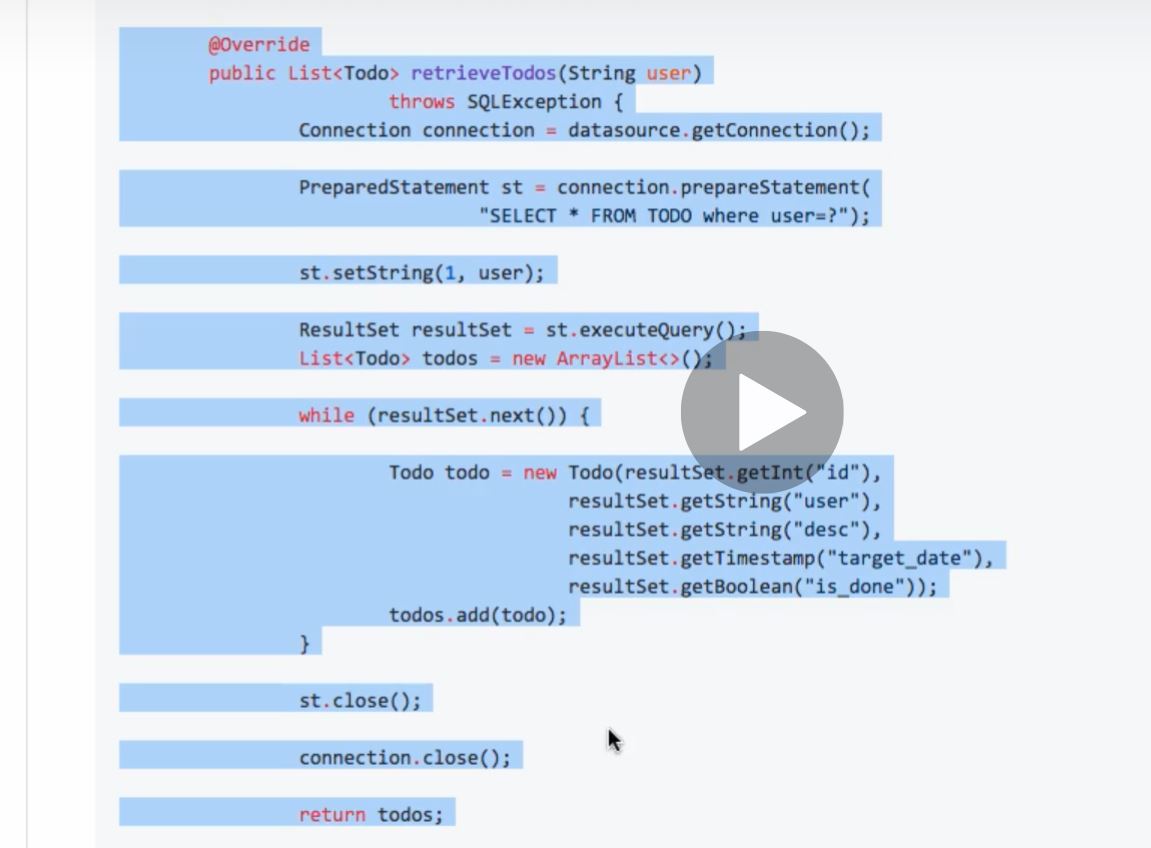 @Override
public List<Todo> retrieveTodos(String user)
throws SQLException {
Connection connection = datasource.getConnection();
PreparedStatement st = connection.prepareStatement(
"SELECT * FROM TODO where user=?");
st.setString(1, user);
ResultSet resultSet = st.executeQuery();
List<Todo> todos = new ArrayList<>();
while (resultSet.next()) {
Todo todo = new Todo(resultSet.getInt("id"),
resultSet.getString("user"),
resultSet.getString("desc"),
resultSet.getTimestamp("target_date"),
resultSet.getBoolean("is_done"));
todos.add(todo);
}
st.close();
connection.close();
return todos;